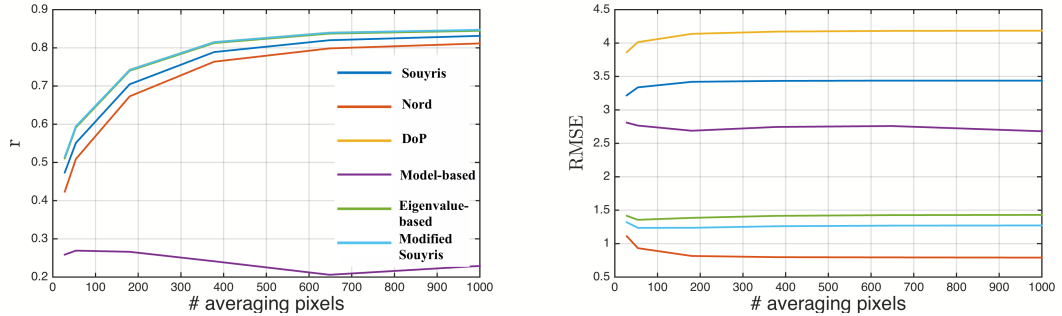 0.9
0.8
0.7
0.6
0.5
0.4
0.3
0.2
r
0 100 200 300 400 500 600 700 800 900 1000
# averaging pixels
Souyris
Nord
DoP
Model-based
Eigenvalue-
based
Modified
Souyris
4.5
4
3.5
3
2.5
2
1.5
1
0.5
RMSE
0 100 200 300 400 500 600 700 800 900 1000
# averaging pixels